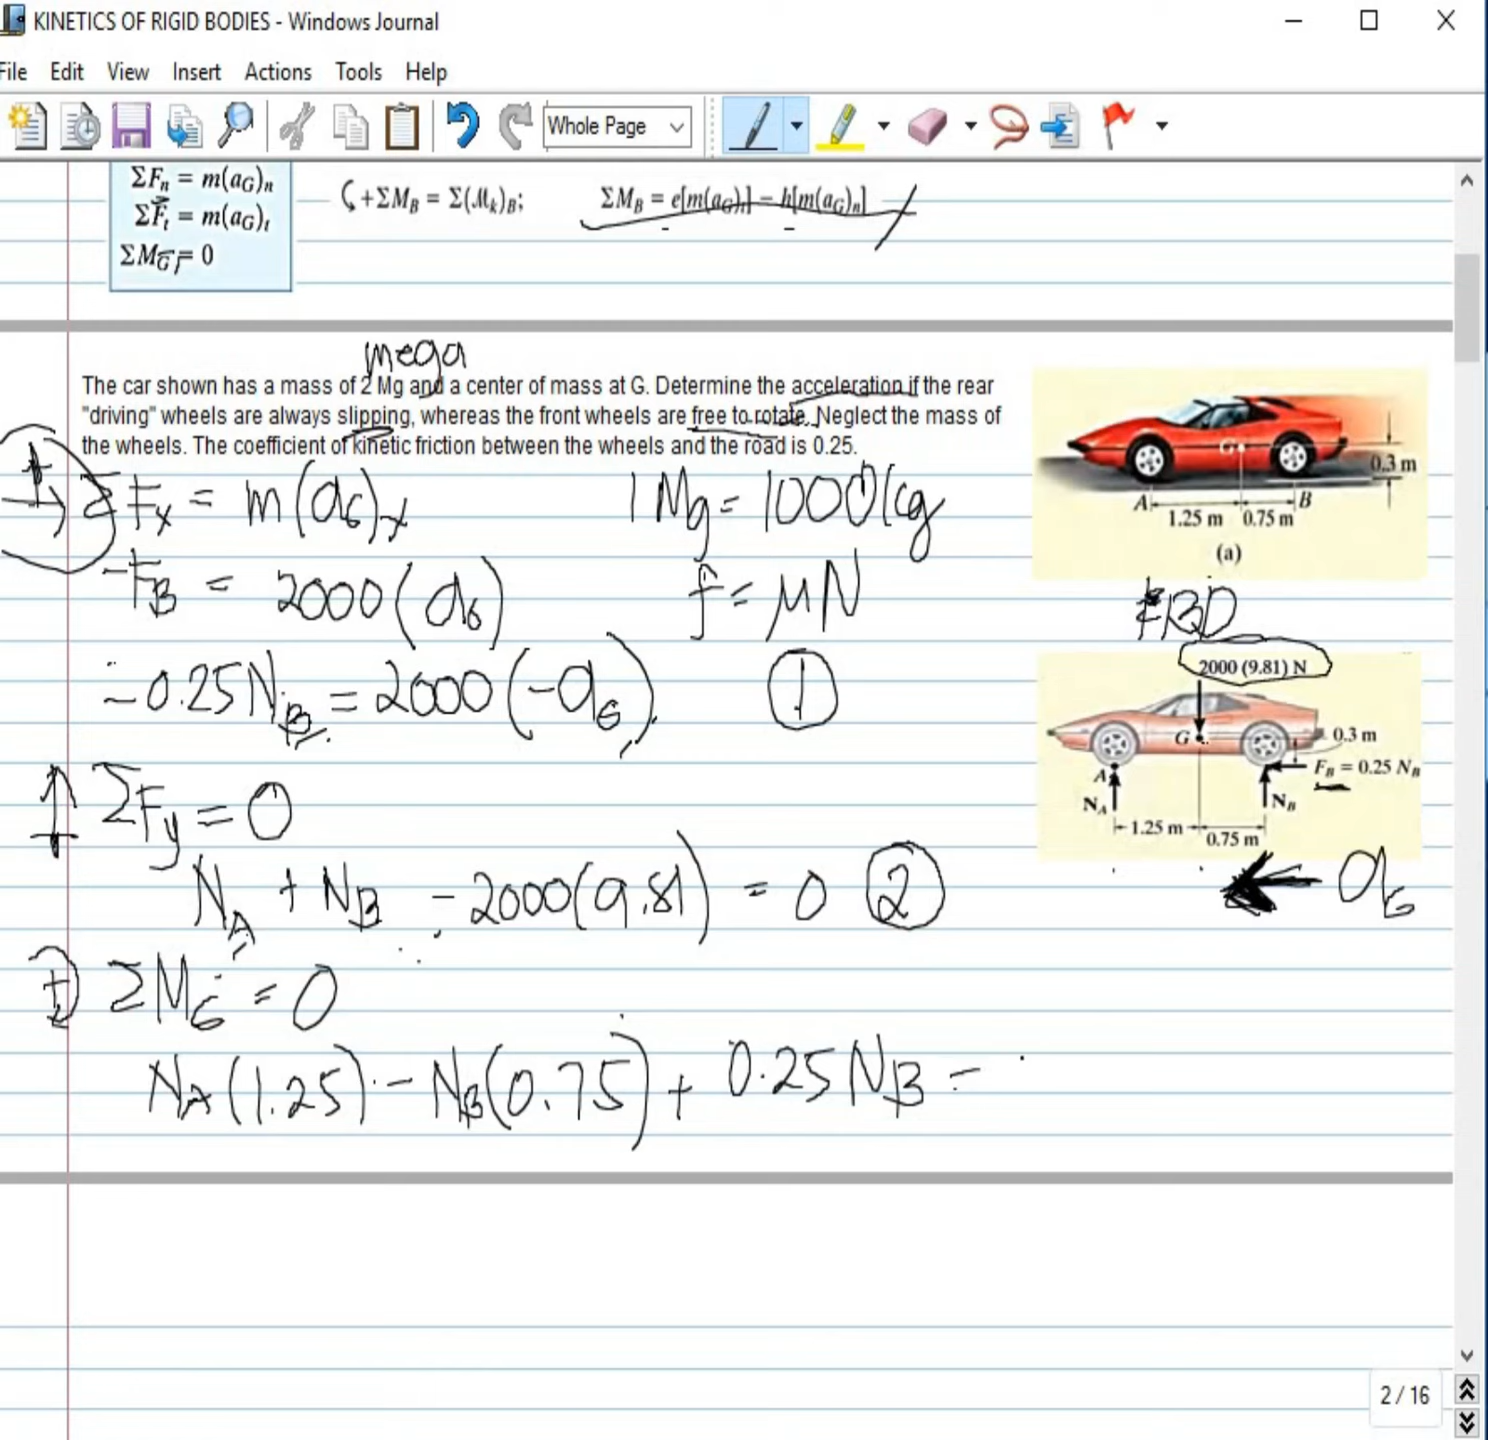 KINETICS OF RIGID BODIES - Windows Journal
File Edit View Insert Actions Tools Help
Whole Page
ΣFn = m(aG)n
ΣFt = m(aG)t
ΣMG = 0
+ΣMB = Σ(Mk)B; ΣMB = e[m(aG)t] - h[m(aG)n]
mega
The car shown has a mass of 2 Mg and a center of mass at G. Determine the acceleration if the rear
"driving" wheels are always slipping, whereas the front wheels are free to rotate. Neglect the mass of
the wheels. The coefficient of kinetic friction between the wheels and the road is 0.25.
+→ ΣFx = m(aG)x
1 Mg = 1000 kg
-FB = 2000(aG)
f = μN
-0.25NB = 2000(-aG) 1
↑+ ΣFy = 0
NA + NB - 2000(9.81) = 0 2
+ ΣMG = 0
NA(1.25) - NB(0.75) + 0.25NB =
G
0.3 m
A B
1.25 m 0.75 m
(a)
FBD
2000 (9.81) N
G
0.3 m
A
FB = 0.25 NB
NA NB
1.25 m
0.75 m
← aG
2 / 16